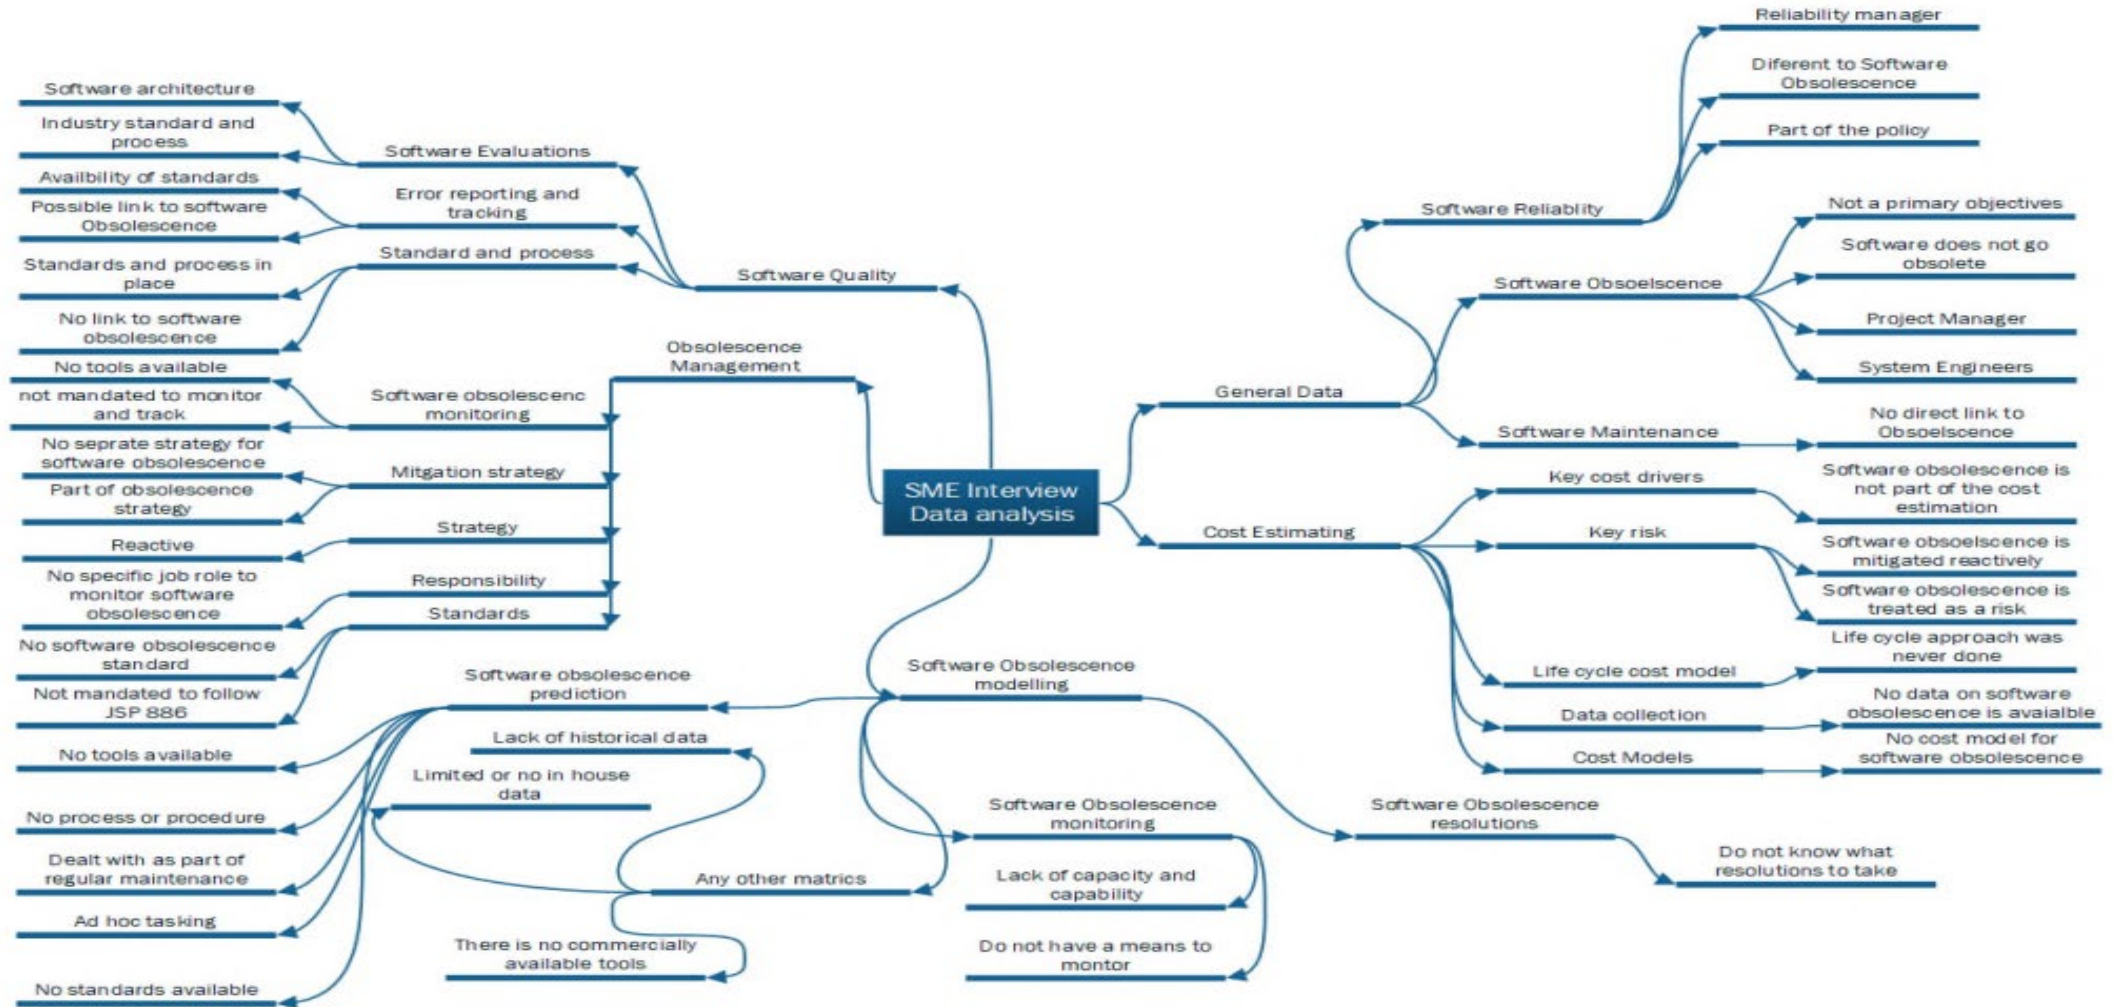 SME Interview
Data analysis
Software Quality
Software Evaluations
Software architecture
Industry standard and
process
Error reporting and
tracking
Availbility of standards
Possible link to software
Obsolescence
Standard and process
Standards and process in
place
No link to software
obsolescence
Obsolescence
Management
Software obsolescenc
monitoring
No tools available
not mandated to monitor
and track
Mitgation strategy
No seprate strategy for
software obsolescence
Part of obsolescence
strategy
Strategy
Reactive
Responsibility
No specific job role to
monitor software
obsolescence
Standards
No software obsolescence
standard
Not mandated to follow
JSP 886
General Data
Software Reliablity
Reliability manager
Diferent to Software
Obsolescence
Part of the policy
Software Obsoelscence
Not a primary objectives
Software does not go
obsolete
Project Manager
System Engineers
Software Maintenance
No direct link to
Obsoelscence
Cost Estimating
Key cost drivers
Software obsolescence is
not part of the cost
estimation
Key risk
Software obsoelscence is
mitigated reactively
Software obsolescence is
treated as a risk
Life cycle cost model
Life cycle approach was
never done
Data collection
No data on software
obsolescence is avaialble
Cost Models
No cost model for
software obsolescence
Software Obsolescence
modelling
Software obsolescence
prediction
No tools available
No process or procedure
Dealt with as part of
regular maintenance
Ad hoc tasking
No standards available
Any other matrics
Lack of historical data
Limited or no in house
data
There is no commercially
available tools
Software Obsolescence
monitoring
Lack of capacity and
capability
Do not have a means to
montor
Software Obsolescence
resolutions
Do not know what
resolutions to take